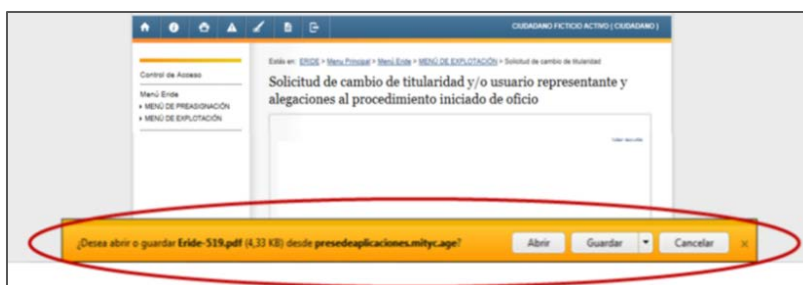 CIUDADANO FICTICIO ACTIVO ( CIUDADANO )
Estás en: ERIDE > Menu Principal > Menú Eride > MENÚ DE EXPLOTACIÓN > Solicitud de cambio de titularidad
Control de Acceso
Menú Eride
MENÚ DE PREASIGNACIÓN
MENÚ DE EXPLOTACIÓN
Solicitud de cambio de titularidad y/o usuario representante y
alegaciones al procedimiento iniciado de oficio
¿Desea abrir o guardar Eride-519.pdf (4,33 KB) desde presedeaplicaciones.mityc.age?
Abrir
Guardar
Cancelar